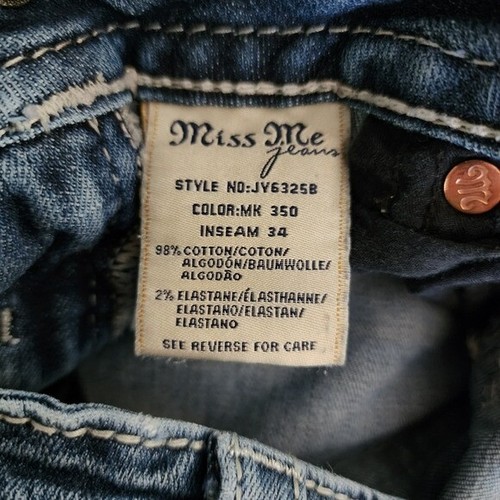 Miss Me
jeans
STYLE NO:JY6325B
COLOR:MK 350
INSEAM 34
98% COTTON/COTON/
ALGODÓN/BAUMWOLLE/
ALGODÃO
2% ELASTANE/ÉLASTHANNE/
ELASTANO/ELASTAN/
ELASTANO
SEE REVERSE FOR CARE
M